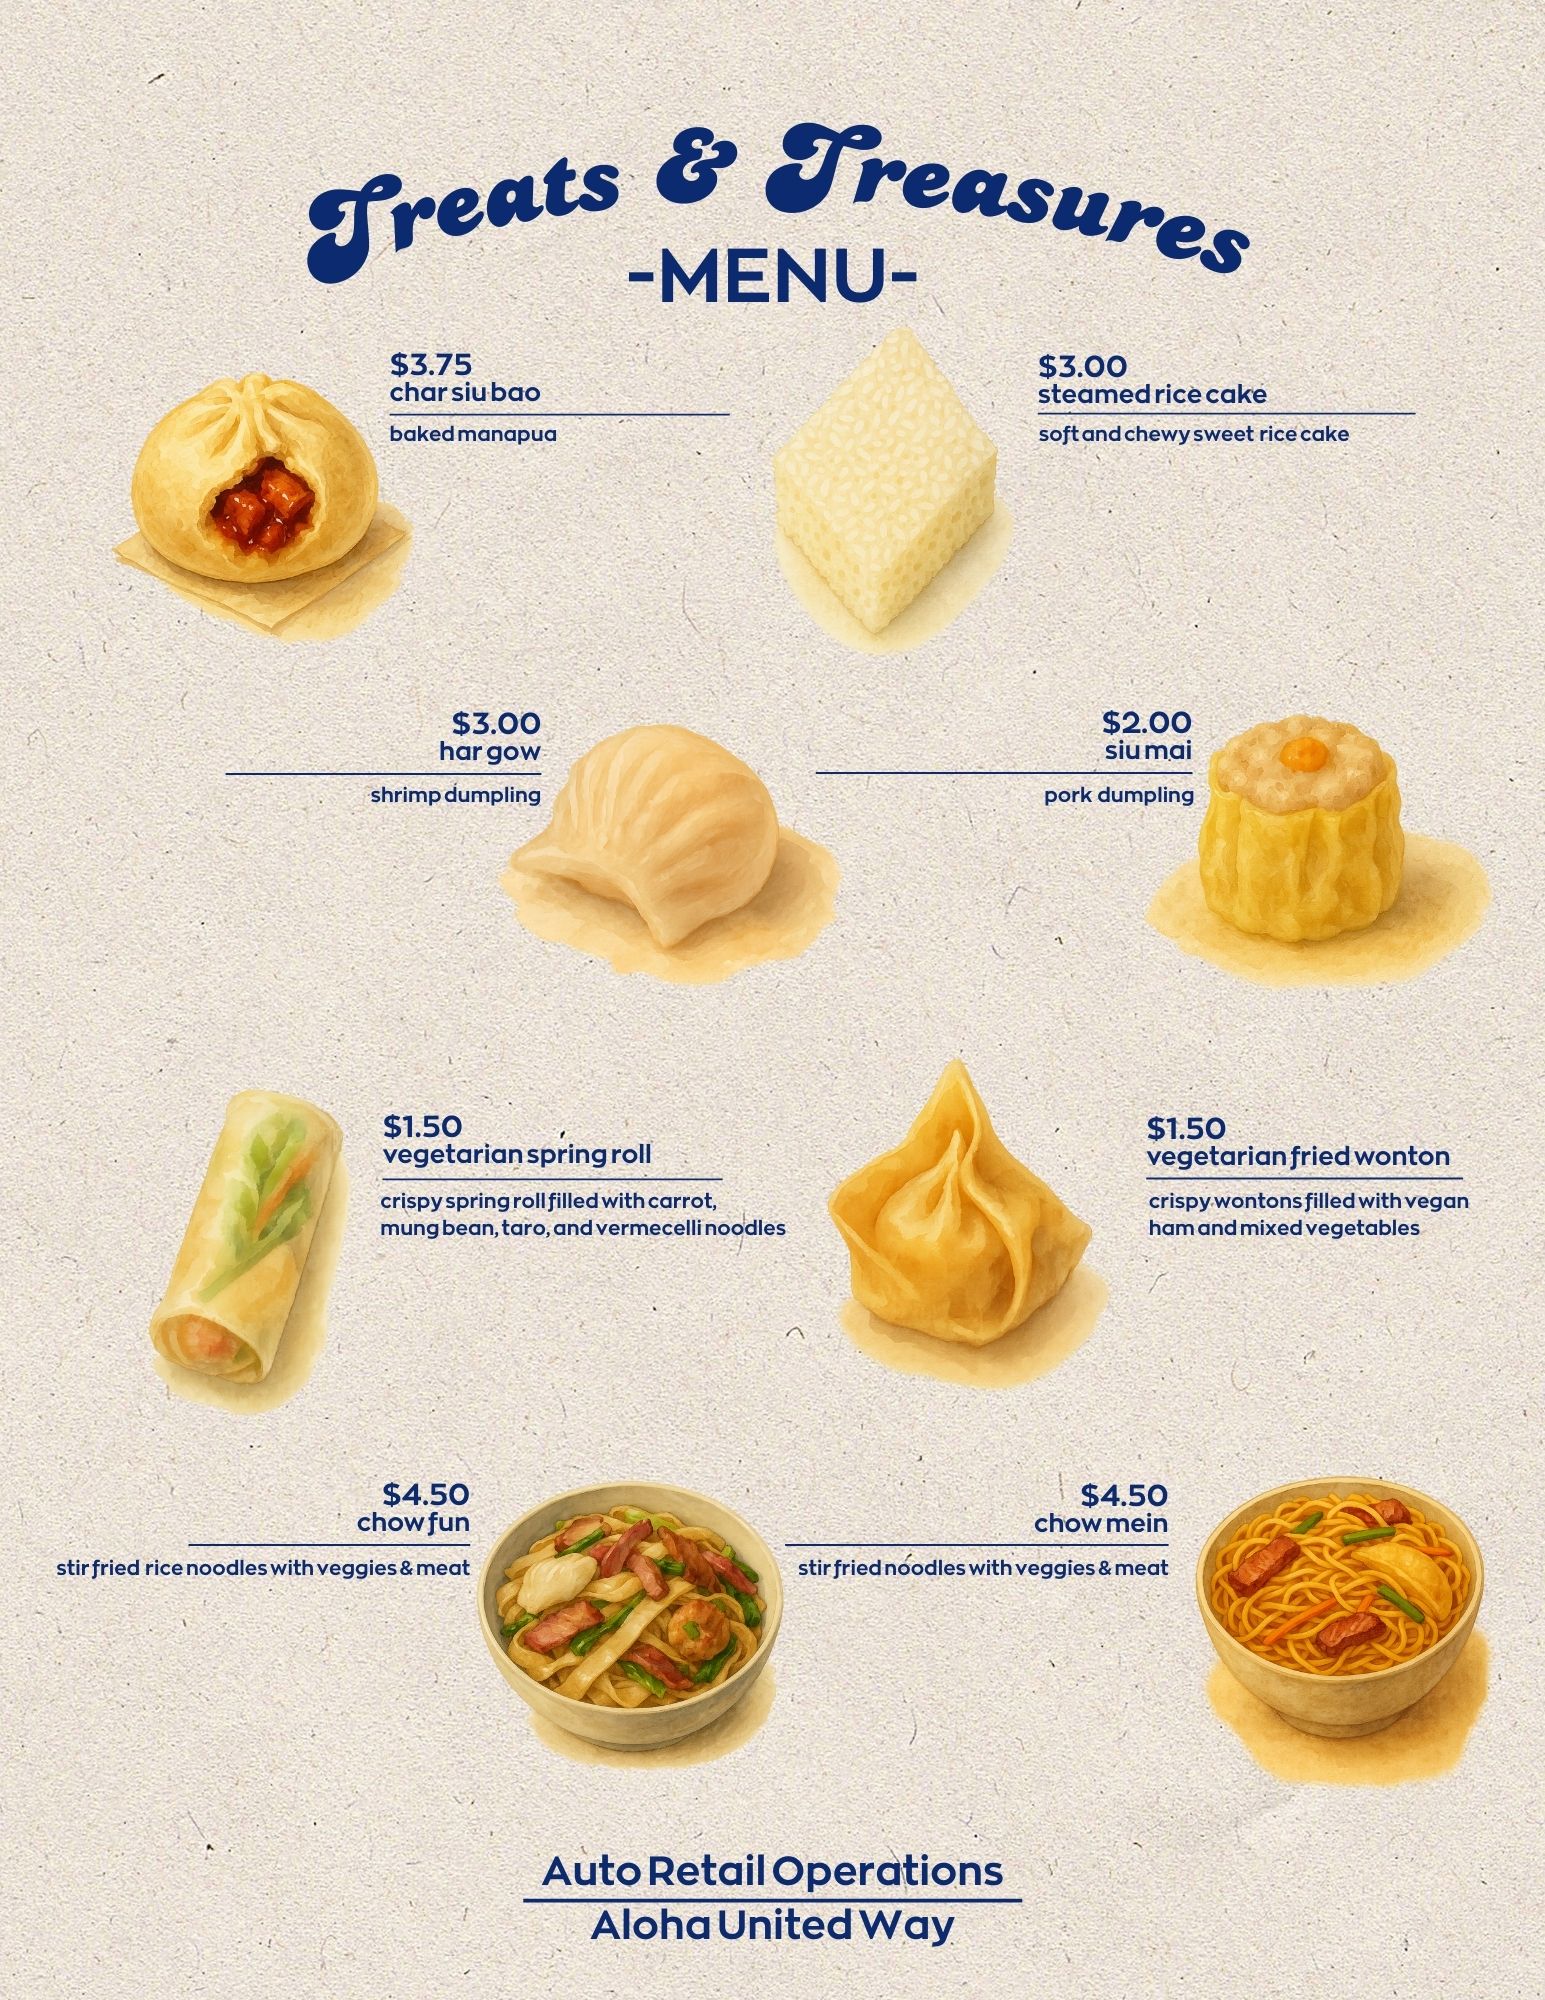 Treats & Treasures
-MENU-
$3.75
char siu bao
baked manapua
$3.00
steamed rice cake
soft and chewy sweet rice cake
$3.00
har gow
shrimp dumpling
$2.00
siu mai
pork dumpling
$1.50
vegetarian spring roll
crispy spring roll filled with carrot,
mung bean, taro, and vermecelli noodles
$1.50
vegetarian fried wonton
crispy wontons filled with vegan
ham and mixed vegetables
$4.50
chow fun
stir fried rice noodles with veggies & meat
$4.50
chow mein
stir fried noodles with veggies & meat
Auto Retail Operations
Aloha United Way